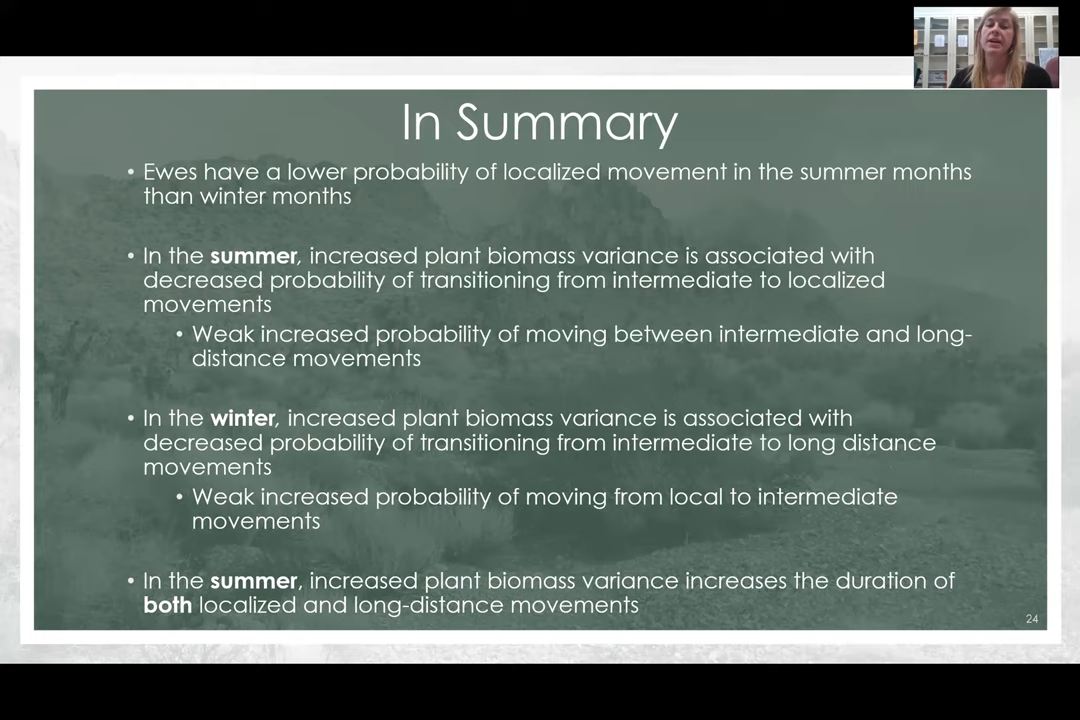 In Summary
• Ewes have a lower probability of localized movement in the summer months
than winter months
• In the summer, increased plant biomass variance is associated with
decreased probability of transitioning from intermediate to localized
movements
• Weak increased probability of moving between intermediate and long-
distance movements
• In the winter, increased plant biomass variance is associated with
decreased probability of transitioning from intermediate to long distance
movements
• Weak increased probability of moving from local to intermediate
movements
• In the summer, increased plant biomass variance increases the duration of
both localized and long-distance movements
24